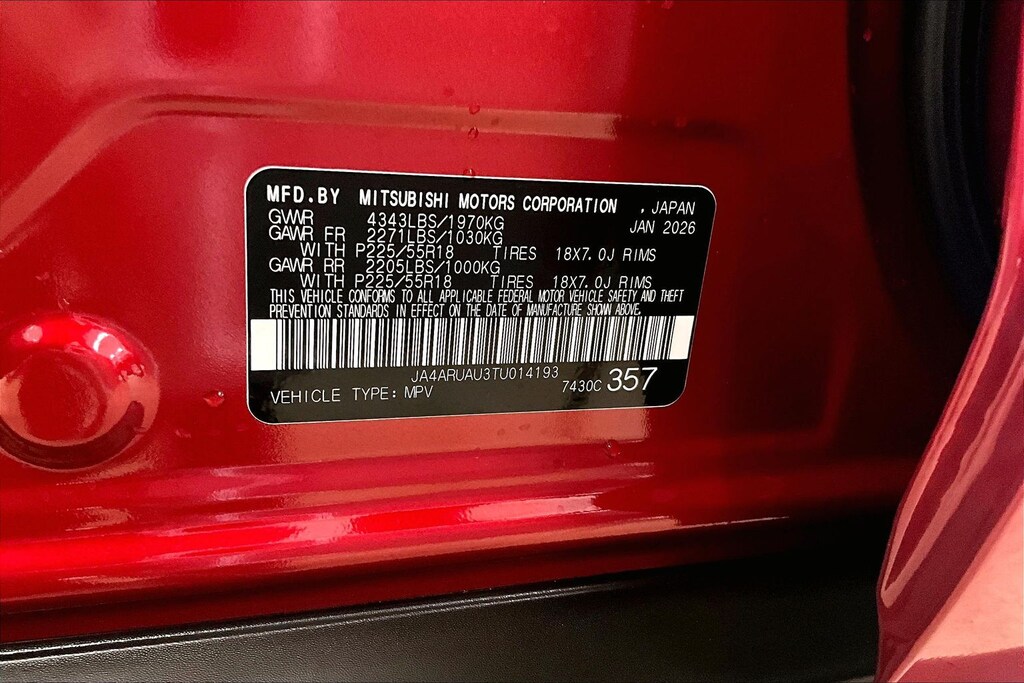 MFD.BY MITSUBISHI MOTORS CORPORATION , JAPAN
GVWR 4343LBS/1970KG JAN 2026
GAWR FR 2271LBS/1030KG
WITH P225/55R18 TIRES 18X7.0J RIMS
GAWR RR 2205LBS/1000KG
WITH P225/55R18 TIRES 18X7.0J RIMS
THIS VEHICLE CONFORMS TO ALL APPLICABLE FEDERAL MOTOR VEHICLE SAFETY AND THEFT
PREVENTION STANDARDS IN EFFECT ON THE DATE OF MANUFACTURE SHOWN ABOVE.
JA4ARUAU3TU014193
VEHICLE TYPE: MPV 7430C 357